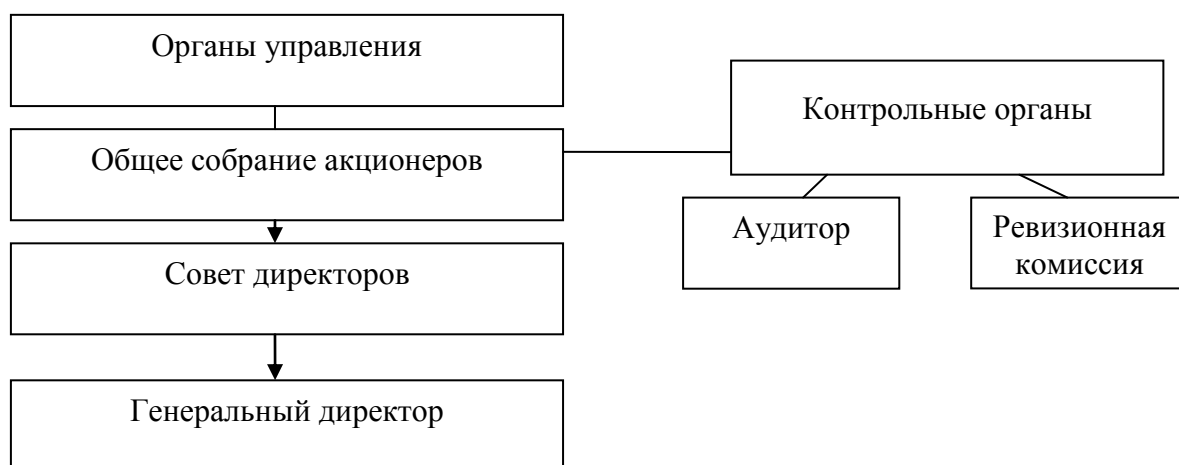 Органы управления
Общее собрание акционеров
Совет директоров
Генеральный директор
Контрольные органы
Аудитор
Ревизионная
комиссия